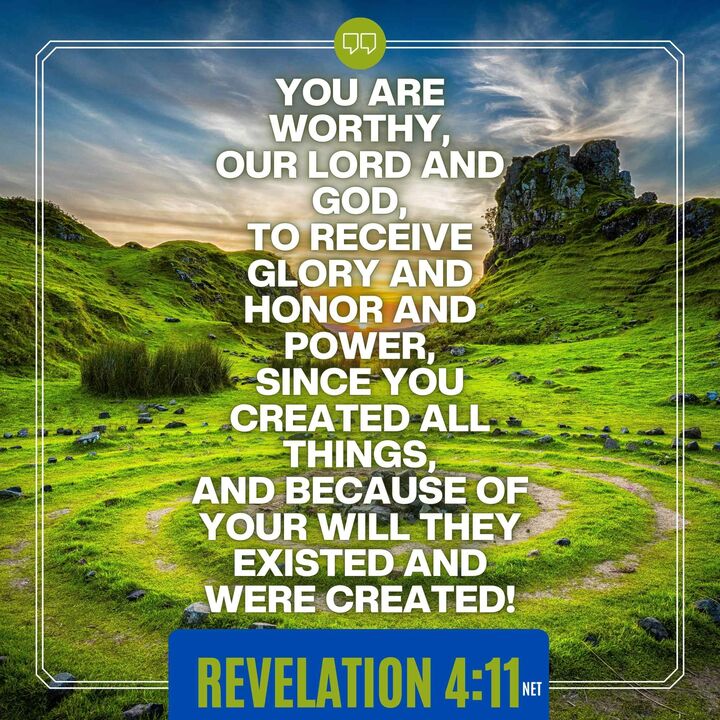 YOU ARE
WORTHY,
OUR LORD AND
GOD,
TO RECEIVE
GLORY AND
HONOR AND
POWER,
SINCE YOU
CREATED ALL
THINGS,
AND BECAUSE OF
YOUR WILL THEY
EXISTED AND
WERE CREATED!
REVELATION 4:11 NET